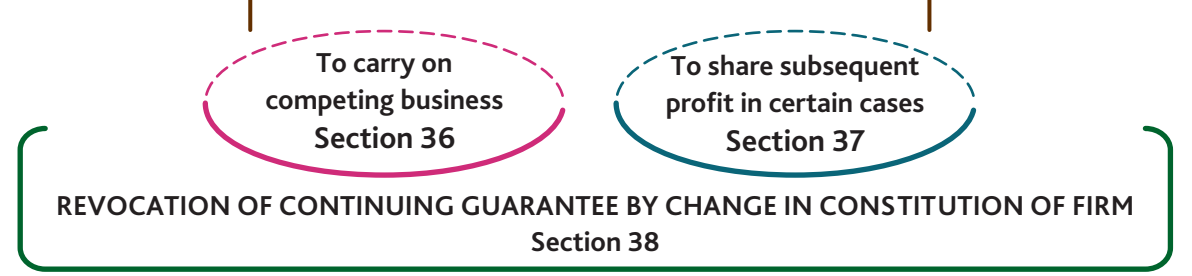 To carry on
competing business
Section 36
To share subsequent
profit in certain cases
Section 37
REVOCATION OF CONTINUING GUARANTEE BY CHANGE IN CONSTITUTION OF FIRM
Section 38